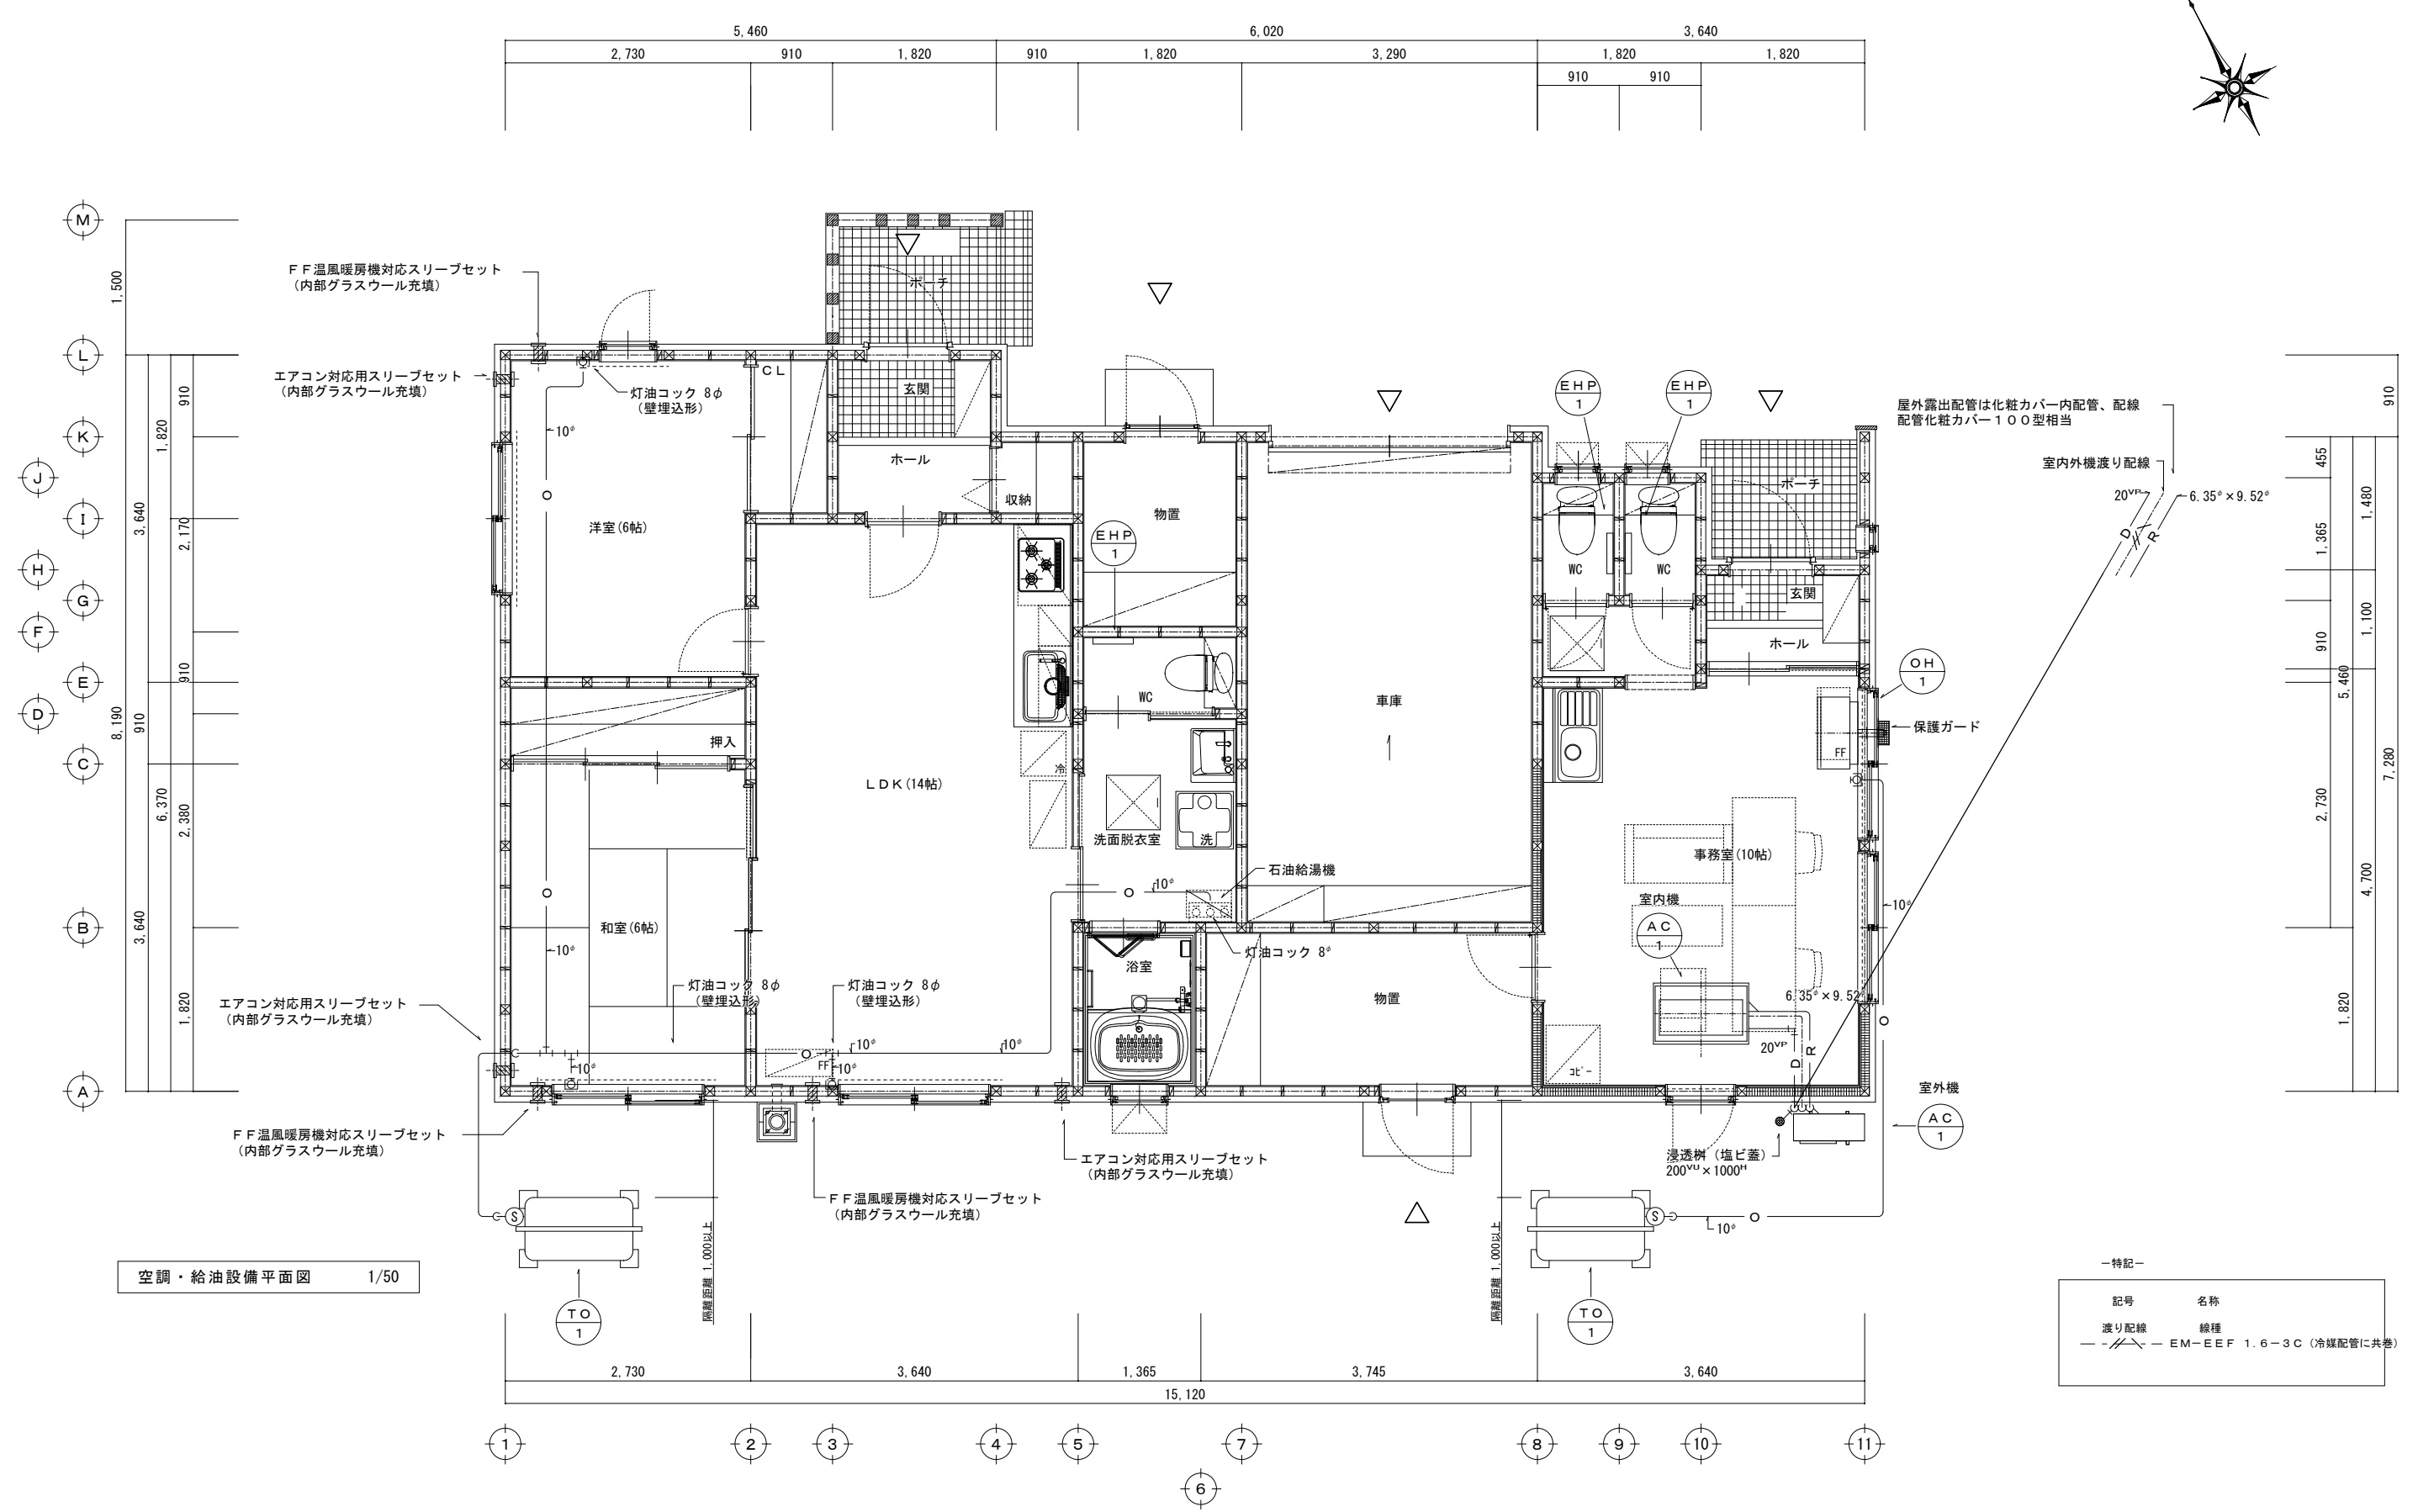 5,460
6,020
3,640
2,730
910
1,820
910
1,820
3,290
1,820
1,820
910
910
M
J
L
K
I
H
G
F
E
D
C
B
A
1,500
8,190
3,640
910
3,640
1,820
6,370
910
2,170
910
2,380
1,820
FF温風暖房機対応スリーブセット
(内部グラスウール充填)
エアコン対応用スリーブセット
(内部グラスウール充填)
灯油コック 8φ
(壁埋込形)
10φ
CL
ポーチ
玄関
ホール
収納
洋室(6帖)
物置
EHP
1
EHP
1
EHP
1
WC
WC
ポーチ
玄関
ホール
WC
車庫
OH
1
保護ガード
FF
押入
冷
LDK(14帖)
洗面脱衣室
洗
石油給湯機
事務室(10帖)
室内機
AC
1
10φ
10φ
和室(6帖)
10φ
浴室
灯油コック 8φ
物置
エアコン対応用スリーブセット
(内部グラスウール充填)
灯油コック 8φ
(壁埋込形)
灯油コック 8φ
(壁埋込形)
6.35φ×9.52
10φ
10φ
10φ
FF
10φ
コピー
20VP
D
R
室外機
AC
1
FF温風暖房機対応スリーブセット
(内部グラスウール充填)
エアコン対応用スリーブセット
(内部グラスウール充填)
浸透桝(塩ビ蓋)
200VU×1000H
FF温風暖房機対応スリーブセット
(内部グラスウール充填)
S
S
10φ
隔離距離 1,000以上
隔離距離 1,000以上
TO
1
TO
1
屋外露出配管は化粧カバー内配管、配線
配管化粧カバー100型相当
室内外機渡り配線
20VP
6.35φ×9.52φ
D
R
910
455
1,480
1,365
1,100
910
5,460
7,280
2,730
4,700
1,820
空調・給油設備平面図 1/50
2,730
3,640
1,365
3,745
3,640
15,120
1
2
3
4
5
7
8
9
10
11
6
-特記-
記号 名称
渡り配線 線種
EM-EEF 1.6-3C (冷媒配管に共巻)